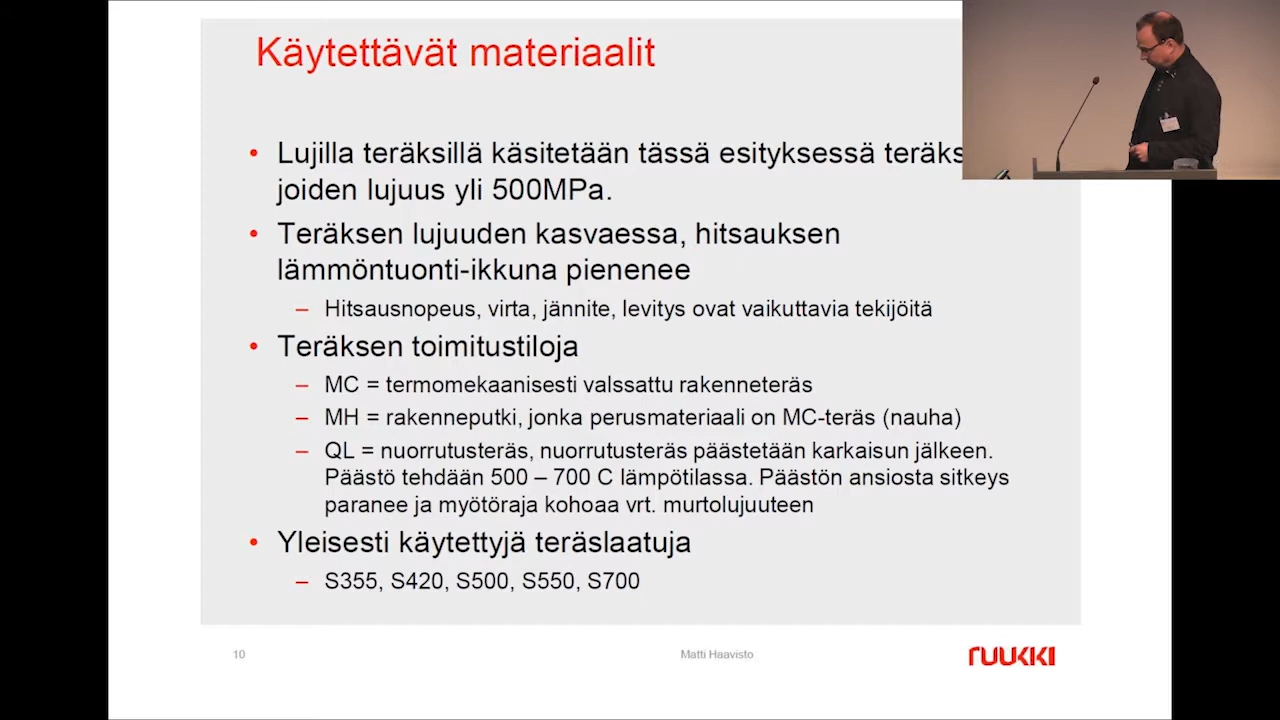 Käytettävät materiaalit
• Lujilla teräksillä käsitetään tässä esityksessä
joiden lujuus yli 500MPa.
• Teräksen lujuuden kasvaessa, hitsauksen
lämmöntuonti-ikkuna pienenee
– Hitsausnopeus, virta, jännite, levitys ovat vaikuttavia tekijöitä
• Teräksen toimitustiloja
– MC = termomekaanisesti valssattu rakenneteräs
– MH = rakenneputki, jonka perusmateriaali on MC-teräs (nauha)
– QL = nuorrutusteräs, nuorrutusteräs päästetään karkaisun jälkeen.
Päästö tehdään 500 – 700 C lämpötilassa. Päästön ansiosta sitkeys
paranee ja myötöraja kohoaa vrt. murtolujuuteen
• Yleisesti käytettyjä teräslaatuja
– S355, S420, S500, S550, S700
10
Matti Haavisto
RUUKKI